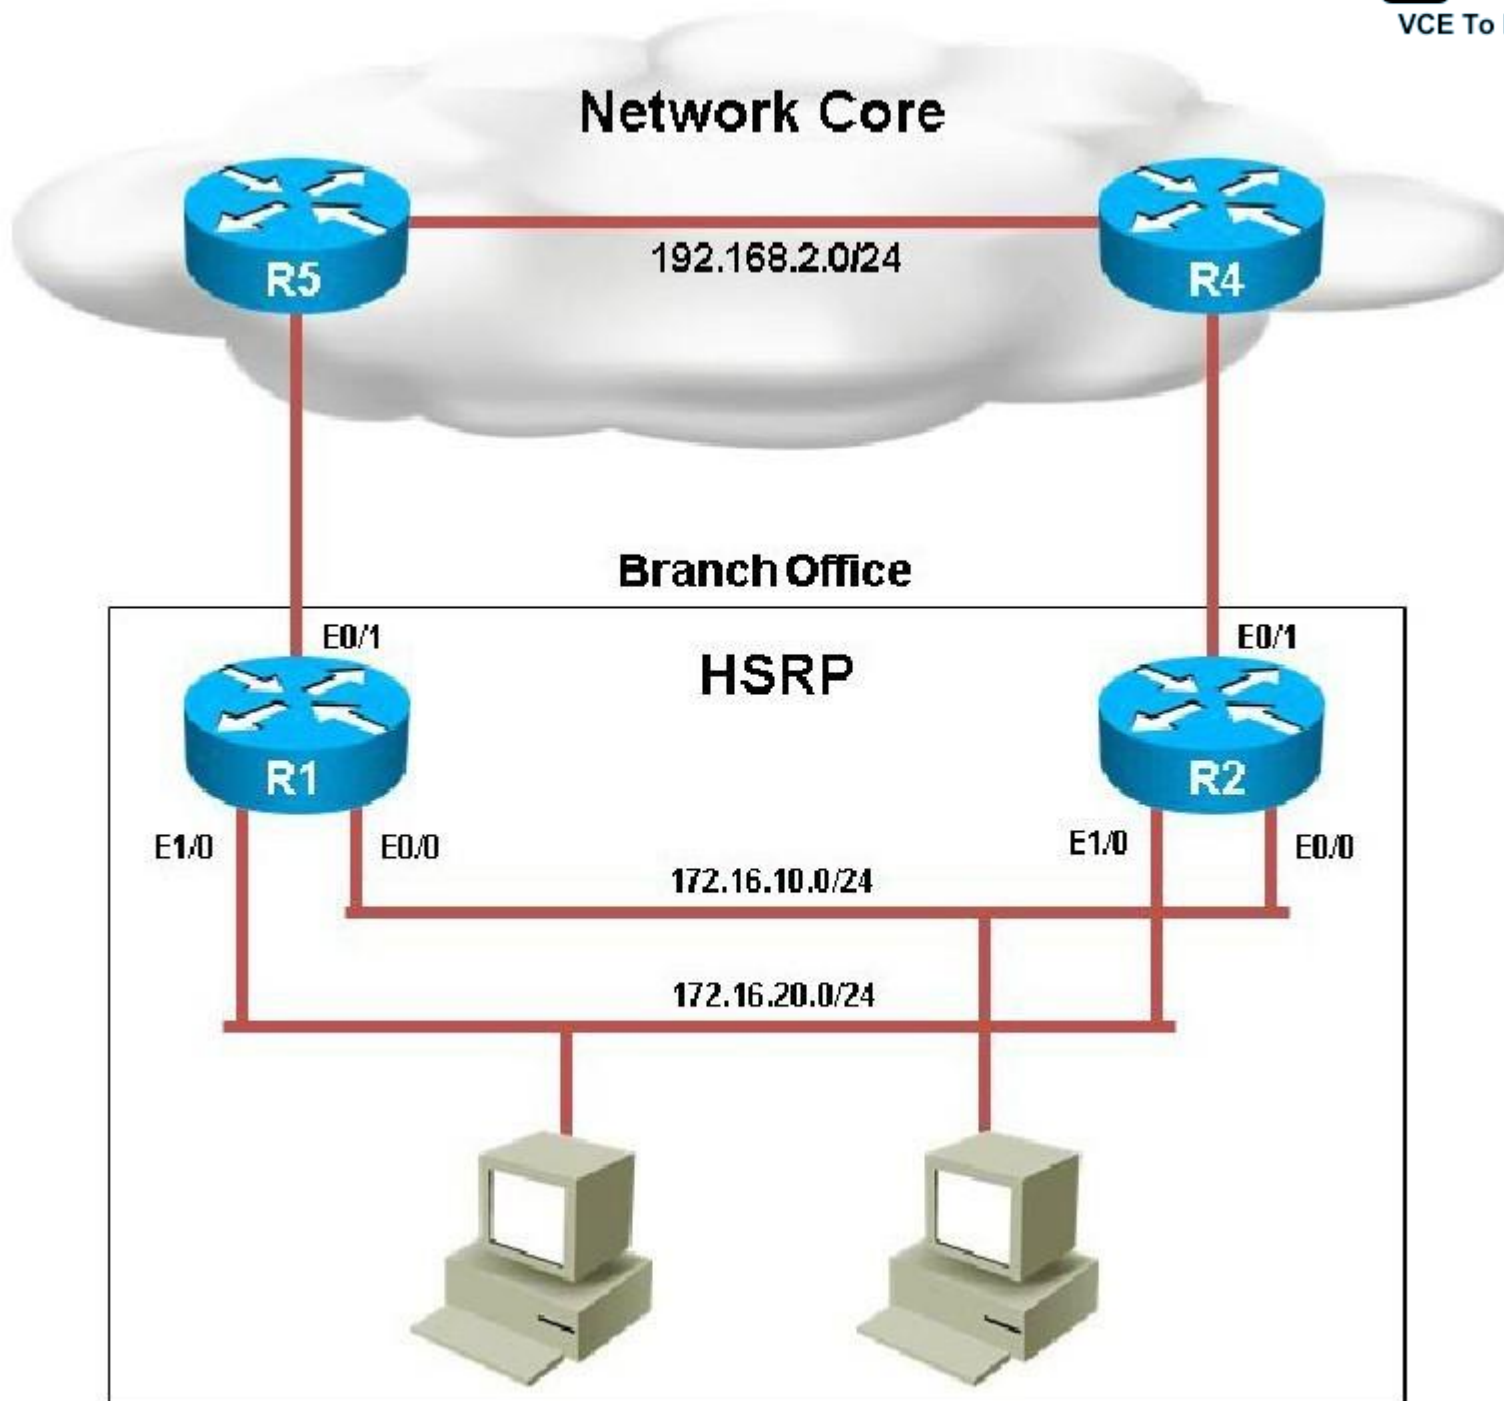 VCE To
Network Core
R5
192.168.2.0/24
R4
Branch Office
E0/1
HSRP
E0/1
R1
R2
E1/0
E0/0
E1/0
E0/0
172.16.10.0/24
172.16.20.0/24